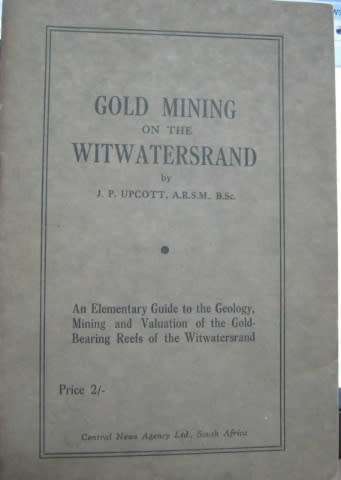 GOLD MINING
ON THE
WITWATERSRAND
by
J. P. UPCOTT, A.R.S.M., B.Sc.
An Elementary Guide to the Geology,
Mining and Valuation of the Gold-
Bearing Reefs of the Witwatersrand
Price 2/-
Central News Agency Ltd., South Africa